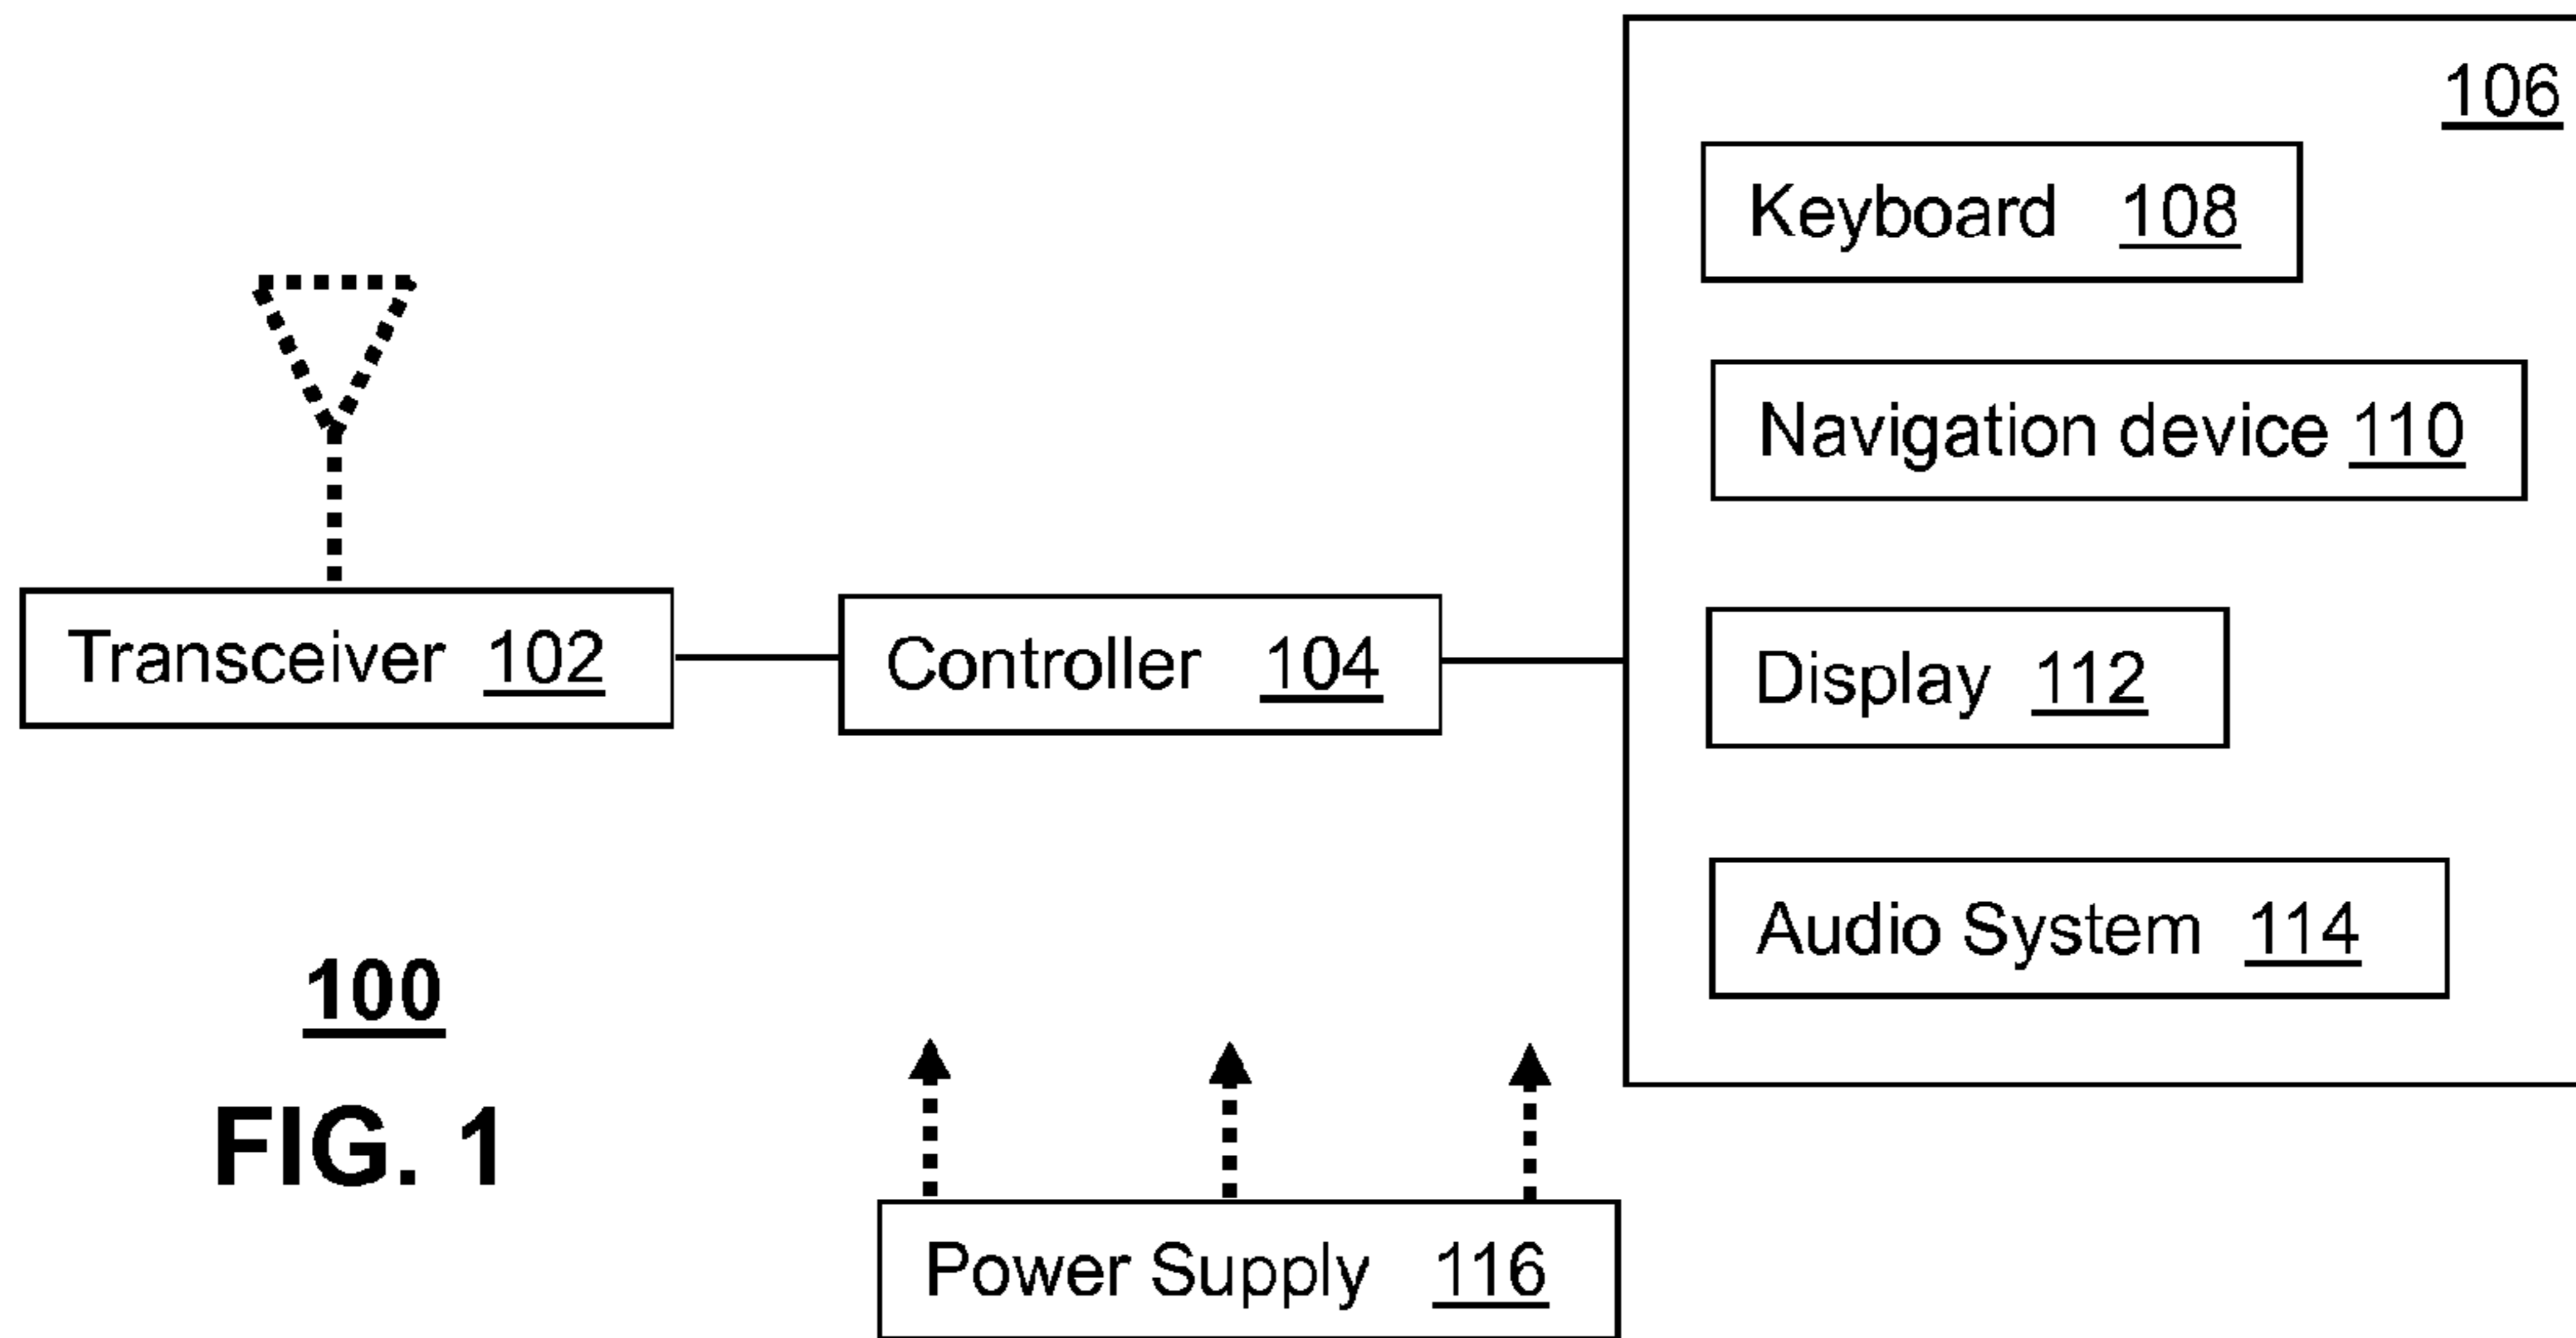 106
Keyboard 108
Navigation device 110
Transceiver 102
Controller 104
Display 112
Audio System 114
100
FIG. 1
Power Supply 116